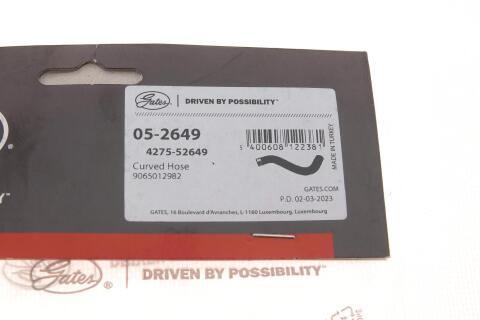 Gates® DRIVEN BY POSSIBILITY™
05-2649
4275-52649
Curved Hose
9065012982
5 400608 122381
MADE IN TURKEY
GATES.COM
P.D. 02-03-2023
GATES, 16 Boulevard d'Avranches, L-1160 Luxembourg, Luxembourg
Gates® DRIVEN BY POSSIBILITY™